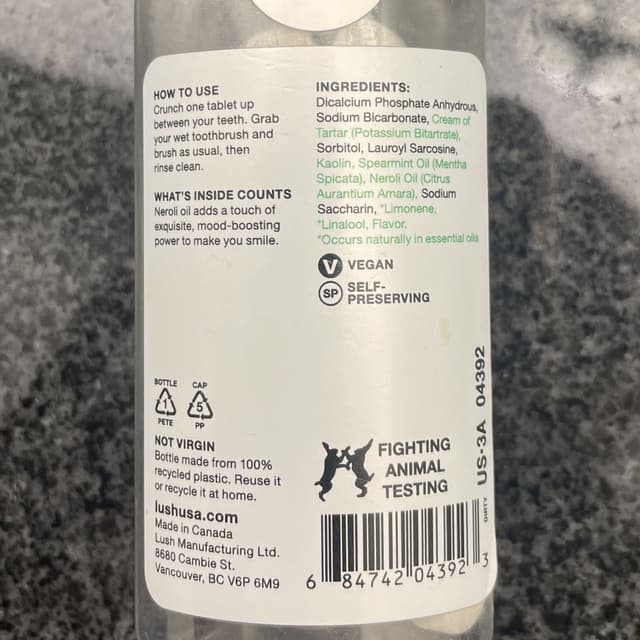 HOW TO USE
Crunch one tablet up
between your teeth. Grab
your wet toothbrush and
brush as usual, then
rinse clean.
WHAT'S INSIDE COUNTS
Neroli oil adds a touch of
exquisite, mood-boosting
power to make you smile.
INGREDIENTS:
Dicalcium Phosphate Anhydrous,
Sodium Bicarbonate, Cream of
Tartar (Potassium Bitartrate),
Sorbitol, Lauroyl Sarcosine,
Kaolin, Spearmint Oil (Mentha
Spicata), Neroli Oil (Citrus
Aurantium Amara), Sodium
Saccharin, *Limonene,
*Linalool, Flavor.
*Occurs naturally in essential oils
V VEGAN
SP SELF-
PRESERVING
BOTTLE CAP
1 5
PETE PP
NOT VIRGIN
Bottle made from 100%
recycled plastic. Reuse it
or recycle it at home.
lushusa.com
Made in Canada
Lush Manufacturing Ltd.
8680 Cambie St.
Vancouver, BC V6P 6M9
FIGHTING
ANIMAL
TESTING
6 84742 04392 3
DIRTY US-3A 04392